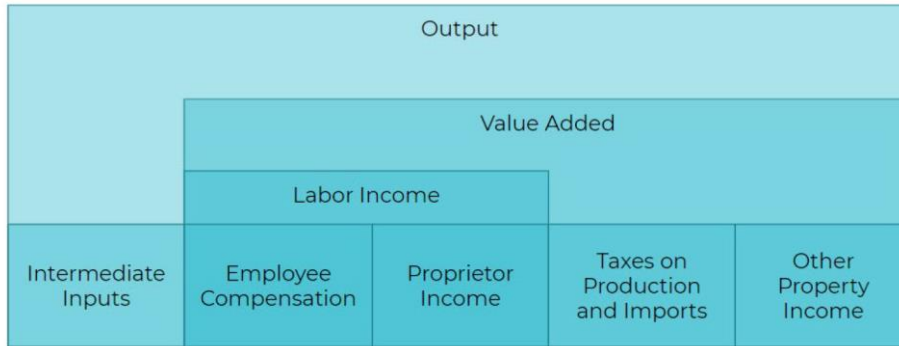 Output
Value Added
Labor Income
Intermediate
Inputs
Employee
Compensation
Proprietor
Income
Taxes on
Production
and Imports
Other
Property
Income